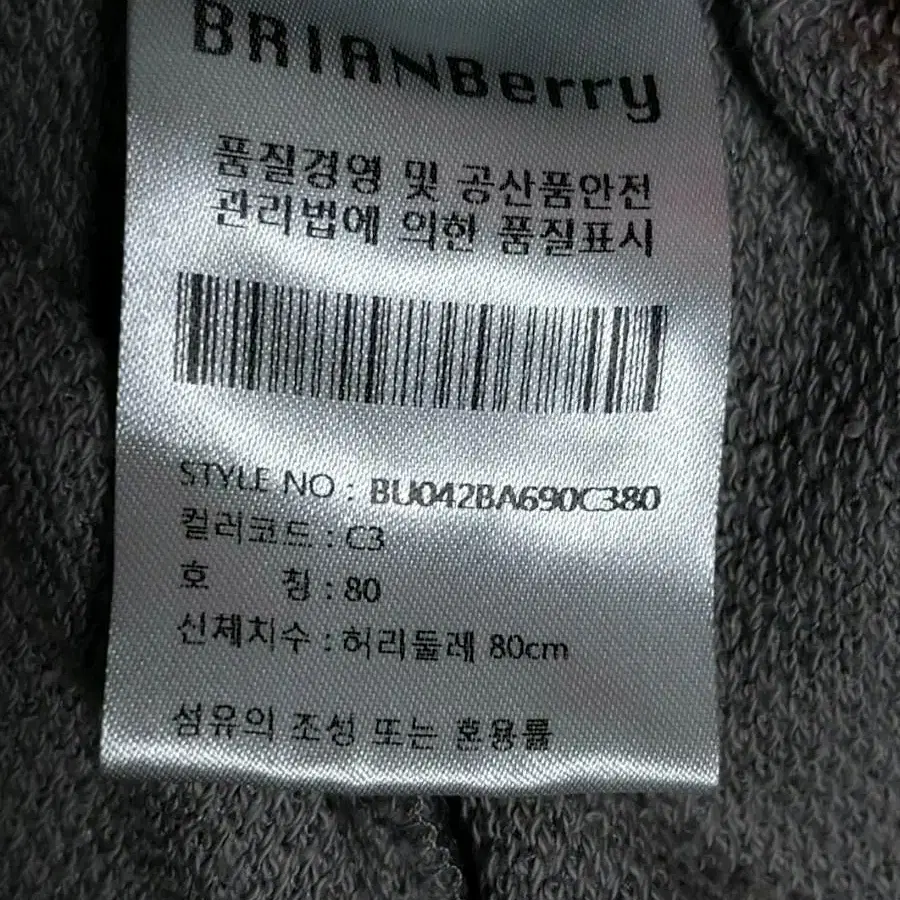 BRIANBerry
품질경영 및 공산품안전
관리법에 의한 품질표시
STYLE NO : BU042BA690C380
컬러코드 : C3
호 칭 : 80
신체치수 : 허리둘레 80cm
섬유의 조성 또는 혼용률